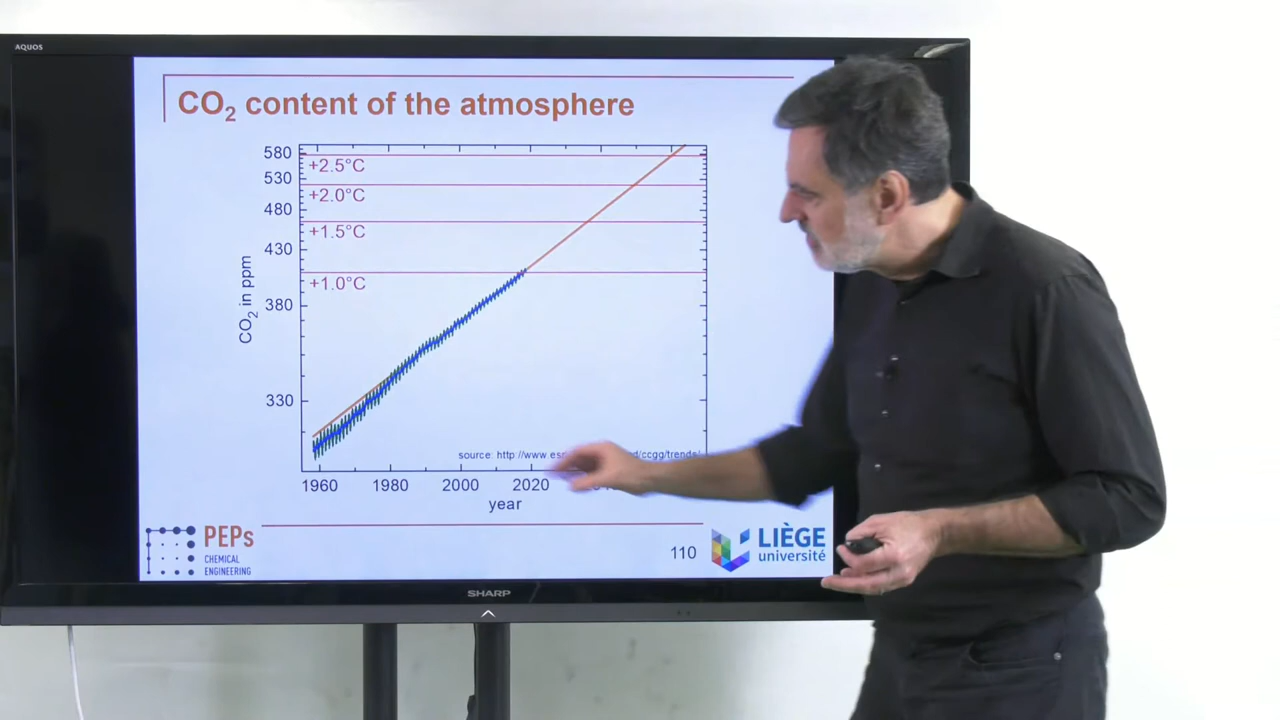 AQUOS
CO2 content of the atmosphere
580
530
480
430
380
330
CO2 in ppm
+2.5°C
+2.0°C
+1.5°C
+1.0°C
source: http://www
1960 1980 2000 2020
year
PEPs
CHEMICAL
ENGINEERING
110
LIÈGE
université
SHARP